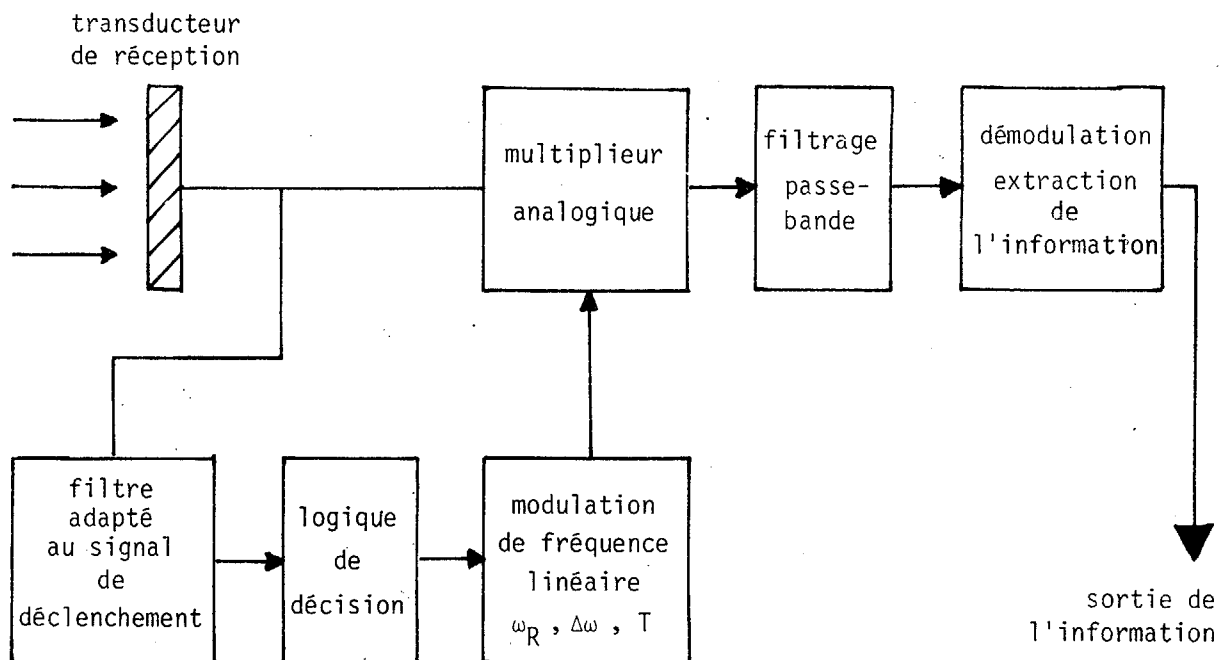 transducteur
de réception
multiplieur
analogique
filtrage
passe-
bande
démodulation
extraction
de
l'information
filtre
adapté
au signal
de
déclenchement
logique
de
décision
modulation
de fréquence
linéaire
ωR , Δω , T
sortie de
l'information